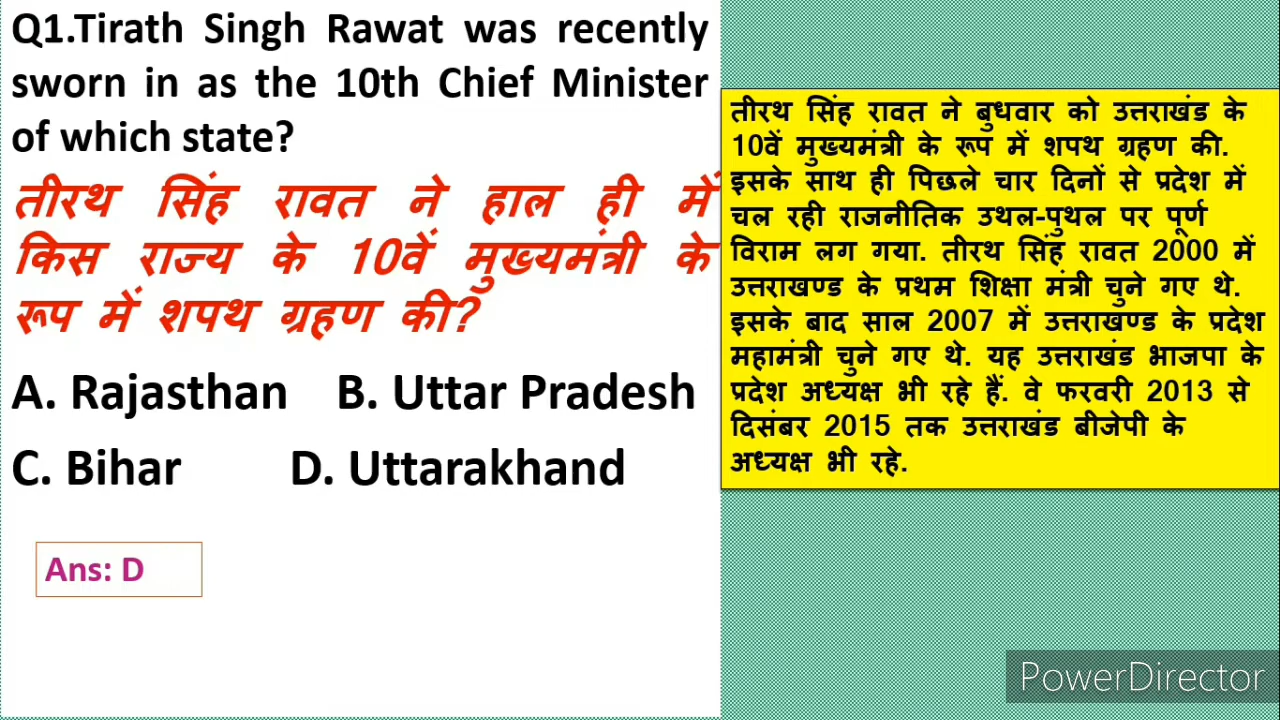 Q1.Tirath Singh Rawat was recently
sworn in as the 10th Chief Minister
of which state?
तीरथ सिंह रावत ने हाल ही में
किस राज्य के 10वें मुख्यमंत्री के
रूप में शपथ ग्रहण की?
A. Rajasthan B. Uttar Pradesh
C. Bihar D. Uttarakhand
Ans: D
तीरथ सिंह रावत ने बुधवार को उत्तराखंड के
10वें मुख्यमंत्री के रूप में शपथ ग्रहण की.
इसके साथ ही पिछले चार दिनों से प्रदेश में
चल रही राजनीतिक उथल-पुथल पर पूर्ण
विराम लग गया. तीरथ सिंह रावत 2000 में
उत्तराखण्ड के प्रथम शिक्षा मंत्री चुने गए थे.
इसके बाद साल 2007 में उत्तराखण्ड के प्रदेश
महामंत्री चुने गए थे. यह उत्तराखंड भाजपा के
प्रदेश अध्यक्ष भी रहे हैं. वे फरवरी 2013 से
दिसंबर 2015 तक उत्तराखंड बीजेपी के
अध्यक्ष भी रहे.
PowerDirector